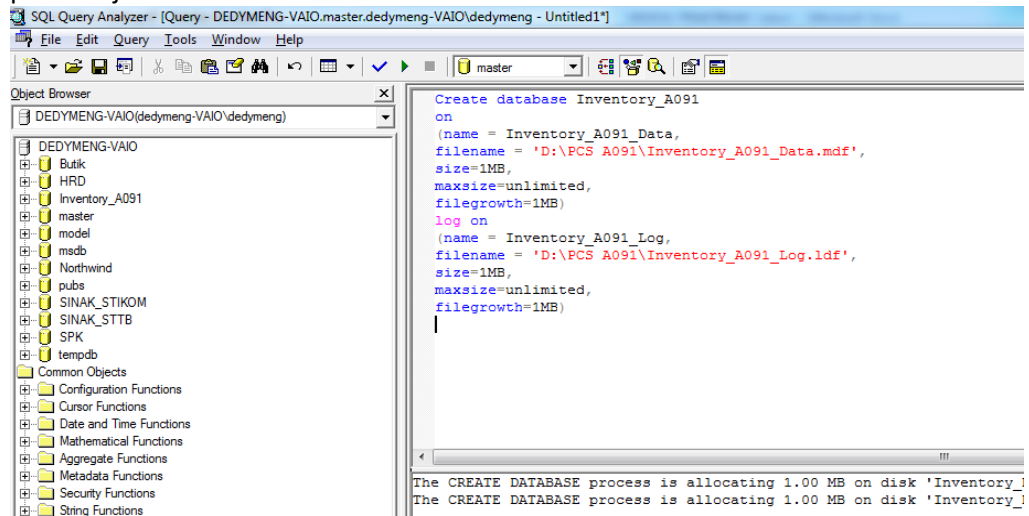 SQL Query Analyzer - [Query - DEDYMENG-VAIO.master.dedymeng-VAIO\dedymeng - Untitled1*]
File Edit Query Tools Window Help
master
Object Browser
DEDYMENG-VAIO(dedymeng-VAIO\dedymeng)
DEDYMENG-VAIO
Butik
HRD
Inventory_A091
master
model
msdb
Northwind
pubs
SINAK_STIKOM
SINAK_STTB
SPK
tempdb
Common Objects
Configuration Functions
Cursor Functions
Date and Time Functions
Mathematical Functions
Aggregate Functions
Metadata Functions
Security Functions
String Functions
Create database Inventory_A091
on
(name = Inventory_A091_Data,
filename = 'D:\PCS A091\Inventory_A091_Data.mdf',
size=1MB,
maxsize=unlimited,
filegrowth=1MB)
log on
(name = Inventory_A091_Log,
filename = 'D:\PCS A091\Inventory_A091_Log.ldf',
size=1MB,
maxsize=unlimited,
filegrowth=1MB)
The CREATE DATABASE process is allocating 1.00 MB on disk 'Inventory_
The CREATE DATABASE process is allocating 1.00 MB on disk 'Inventory_